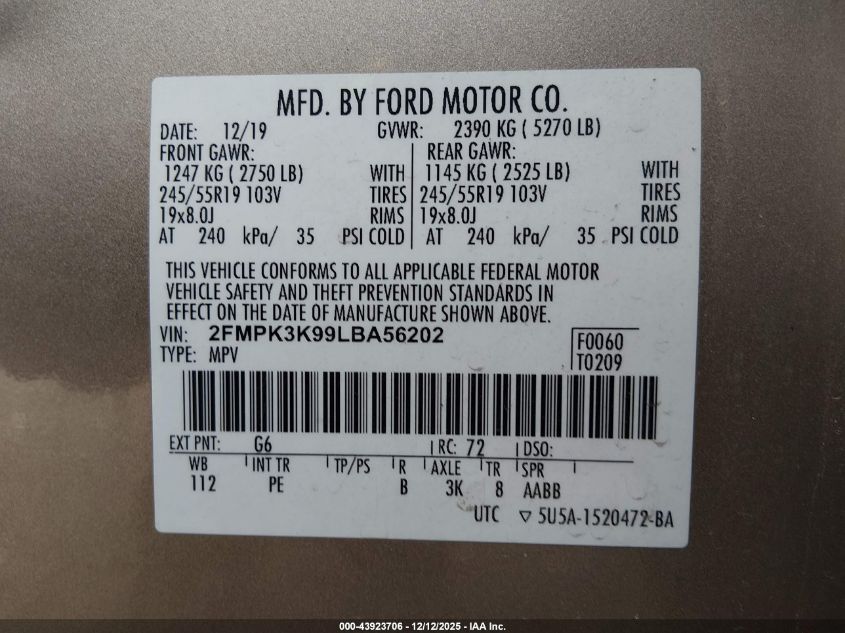 MFD. BY FORD MOTOR CO.
DATE: 12/19 GVWR: 2390 KG ( 5270 LB)
FRONT GAWR: REAR GAWR:
1247 KG ( 2750 LB) WITH 1145 KG ( 2525 LB) WITH
245/55R19 103V TIRES 245/55R19 103V TIRES
19x8.0J RIMS 19x8.0J RIMS
AT 240 kPa/ 35 PSI COLD AT 240 kPa/ 35 PSI COLD
THIS VEHICLE CONFORMS TO ALL APPLICABLE FEDERAL MOTOR
VEHICLE SAFETY AND THEFT PREVENTION STANDARDS IN
EFFECT ON THE DATE OF MANUFACTURE SHOWN ABOVE.
VIN: 2FMPK3K99LBA56202
TYPE: MPV
F0060
T0209
EXT PNT: G6 RC: 72 DSO:
WB INT TR TP/PS R AXLE TR SPR
112 PE B 3K 8 AABB
UTC ▽ 5U5A-1520472-BA
000-43923706 - 12/12/2025 - IAA Inc.